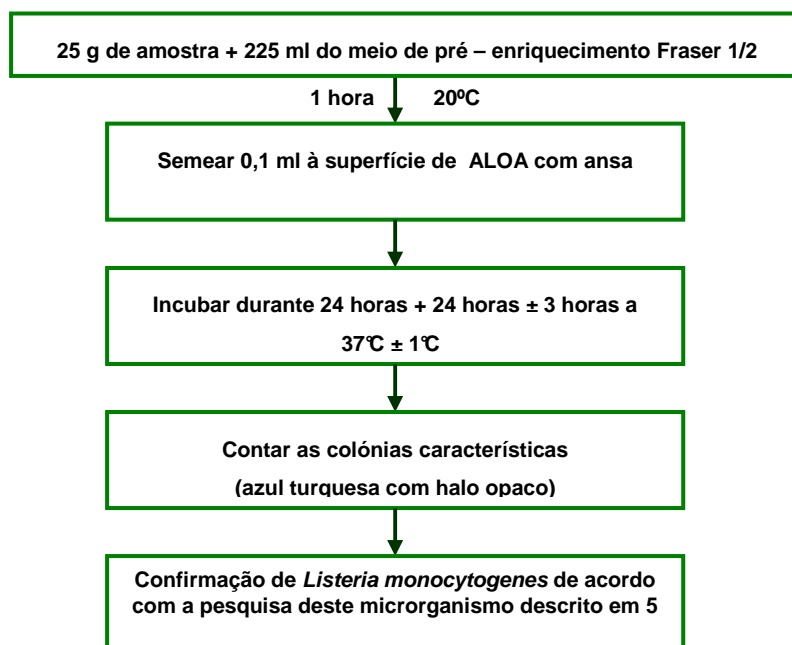 25 g de amostra + 225 ml do meio de pré – enriquecimento Fraser 1/2
1 hora 20ºC
Semear 0,1 ml à superfície de ALOA com ansa
Incubar durante 24 horas + 24 horas ± 3 horas a
37°C ± 1°C
Contar as colónias características
(azul turquesa com halo opaco)
Confirmação de Listeria monocytogenes de acordo
com a pesquisa deste microrganismo descrito em 5